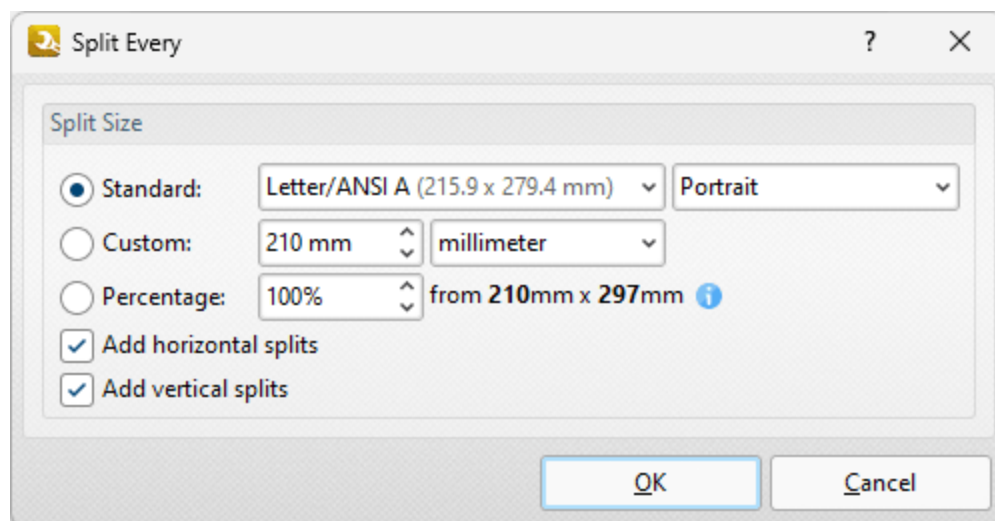 Split Every ?
Split Size
Standard: Letter/ANSI A (215.9 x 279.4 mm) Portrait
Custom: 210 mm millimeter
Percentage: 100% from 210mm x 297mm i
Add horizontal splits
Add vertical splits
OK Cancel